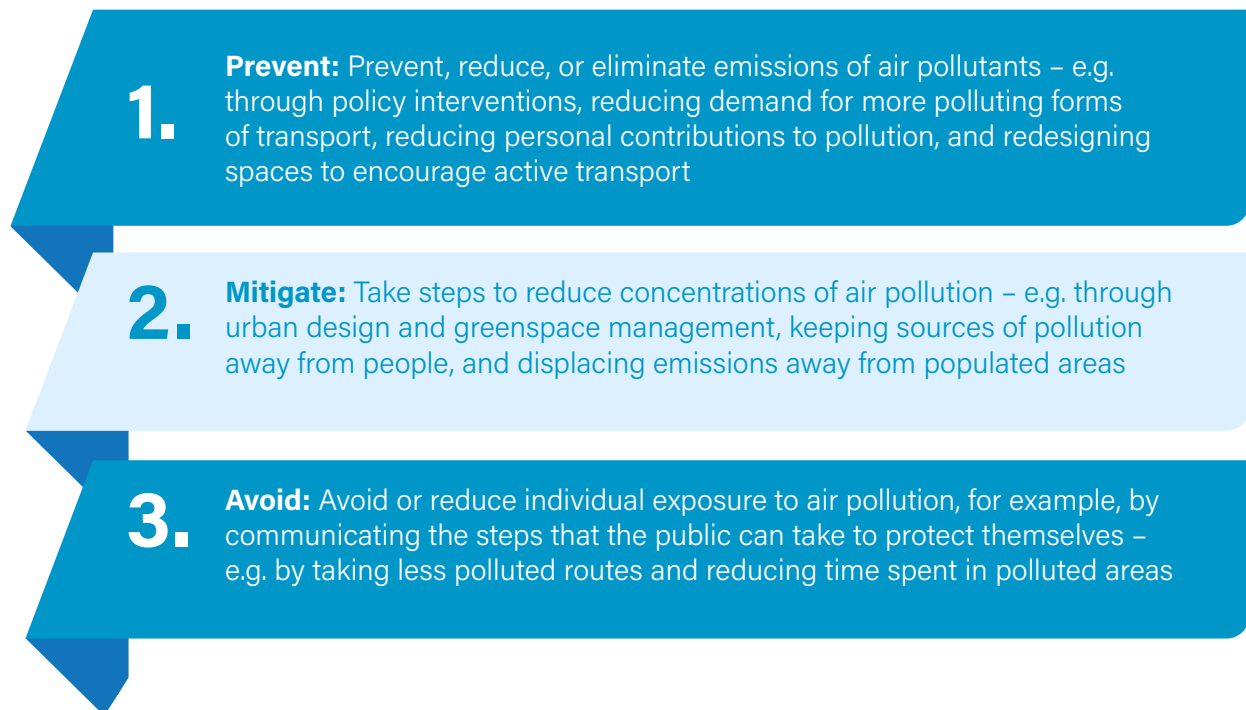 1.
Prevent: Prevent, reduce, or eliminate emissions of air pollutants – e.g.
through policy interventions, reducing demand for more polluting forms
of transport, reducing personal contributions to pollution, and redesigning
spaces to encourage active transport
2.
Mitigate: Take steps to reduce concentrations of air pollution – e.g. through
urban design and greenspace management, keeping sources of pollution
away from people, and displacing emissions away from populated areas
3.
Avoid: Avoid or reduce individual exposure to air pollution, for example, by
communicating the steps that the public can take to protect themselves –
e.g. by taking less polluted routes and reducing time spent in polluted areas